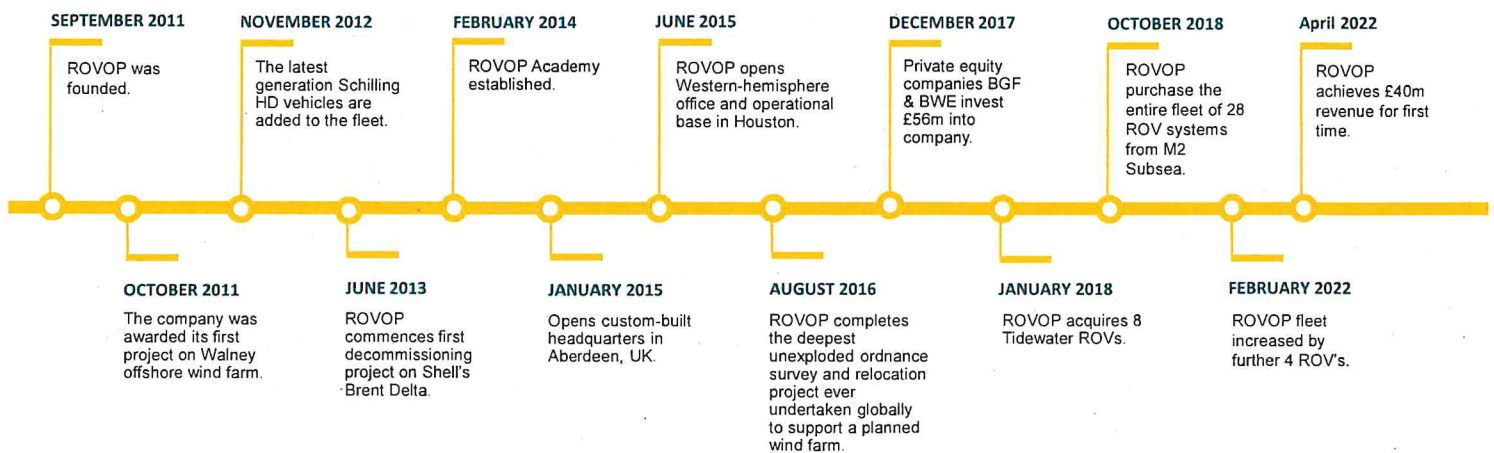 SEPTEMBER 2011
ROVOP was
founded.
OCTOBER 2011
The company was
awarded its first
project on Walney
offshore wind farm.
NOVEMBER 2012
The latest
generation Schilling
HD vehicles are
added to the fleet.
JUNE 2013
ROVOP
commences first
decommissioning
project on Shell's
Brent Delta.
FEBRUARY 2014
ROVOP Academy
established.
JANUARY 2015
Opens custom-built
headquarters in
Aberdeen, UK.
JUNE 2015
ROVOP opens
Western-hemisphere
office and operational
base in Houston.
AUGUST 2016
ROVOP completes
the deepest
unexploded ordnance
survey and relocation
project ever
undertaken globally
to support a planned
wind farm.
DECEMBER 2017
Private equity
companies BGF
& BWE invest
£56m into
company.
JANUARY 2018
ROVOP acquires 8
Tidewater ROVs.
OCTOBER 2018
ROVOP
purchase the
entire fleet of 28
ROV systems
from M2
Subsea.
FEBRUARY 2022
ROVOP fleet
increased by
further 4 ROV's.
April 2022
ROVOP
achieves £40m
revenue for first
time.